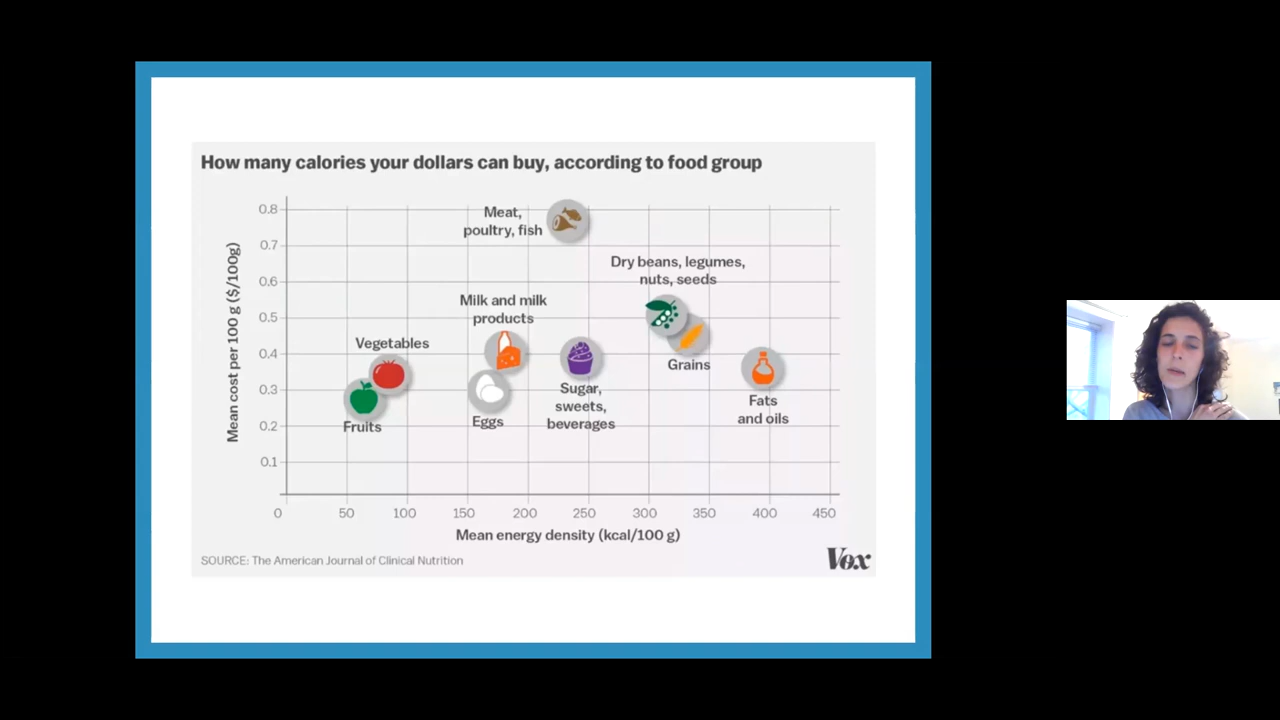 How many calories your dollars can buy, according to food group
Mean cost per 100 g ($/100g)
0.8
0.7
0.6
0.5
0.4
0.3
0.2
0.1
Meat,
poultry, fish
Dry beans, legumes,
nuts, seeds
Milk and milk
products
Vegetables
Grains
Sugar,
sweets,
beverages
Fats
and oils
Eggs
Fruits
0 50 100 150 200 250 300 350 400 450
Mean energy density (kcal/100 g)
SOURCE: The American Journal of Clinical Nutrition
Vox